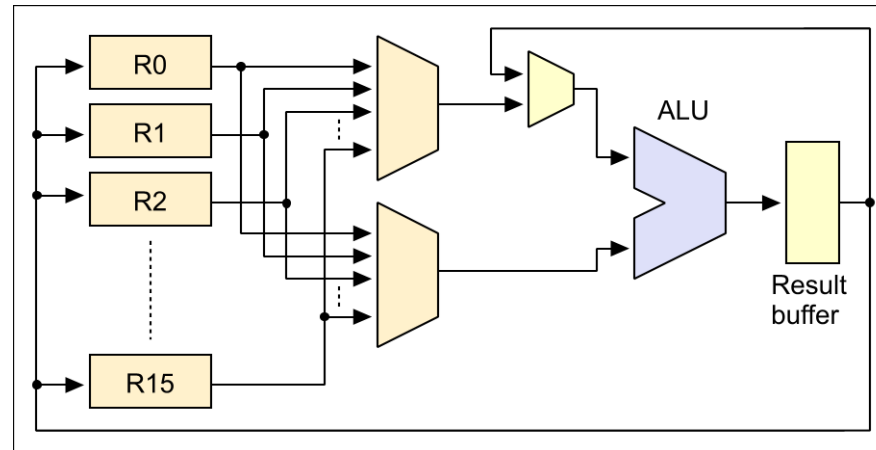 R0
R1
R2
R15
ALU
Result
buffer